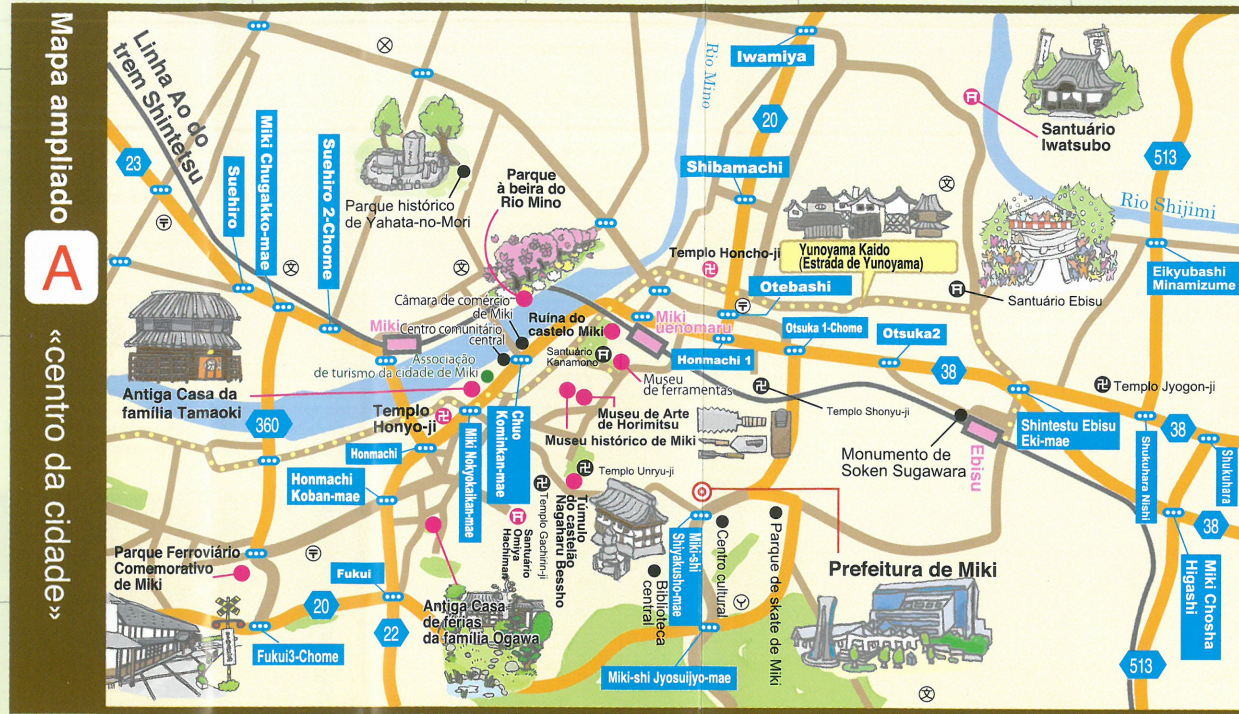 Mapa ampliado
A
«centro da cidade»
Linha Ao do
trem Shintetsu
23
Suehiro
Miki Chugakko-mae
Suehiro 2-Chome
Parque histórico
de Yahata-no-Mori
Parque
à beira do
Rio Mino
Rio Mino
Iwamiya
20
Shibamachi
Santuário
Iwatsubo
513
Rio Shijimi
Templo Honcho-ji
Yunoyama Kaido
(Estrada de Yunoyama)
Otebashi
Santuário Ebisu
Eikyubashi
Minamizume
Câmara de comércio
de Miki
Centro comunitário
central
Miki
Associação
de turismo da cidade de Miki
Ruína do
castelo Miki
Santuário
Kanamono
Miki
uenomaru
Honmachi 1
Otsuka 1-Chome
Otsuka2
38
Museu
de ferramentas
Antiga Casa da
família Tamaoki
360
Templo
Honyo-ji
Chuo
Kominkan-mae
Miki Nokyokaikan-mae
Museu de Arte
de Horimitsu
Museu histórico de Miki
Templo Shonyu-ji
Monumento de
Soken Sugawara
Ebisu
Shintestu Ebisu
Eki-mae
Templo Jyogon-ji
Shukuhara Nishi
38
Shukuhara
38
Honmachi
Honmachi
Koban-mae
Templo Unryu-ji
Templo Gachirin-ji
Santuário
Omiya
Hachiman
Túmulo
do castelão
Nagaharu Bessho
Miki-shi
Shiyakusho-mae
Centro cultural
Biblioteca
central
Parque de skate de Miki
Prefeitura de Miki
Miki Chosha
Higashi
513
Parque Ferroviário
Comemorativo
de Miki
20
Fukui
22
Fukui3-Chome
Antiga Casa
de férias
da família Ogawa
Miki-shi Jyosuijyo-mae